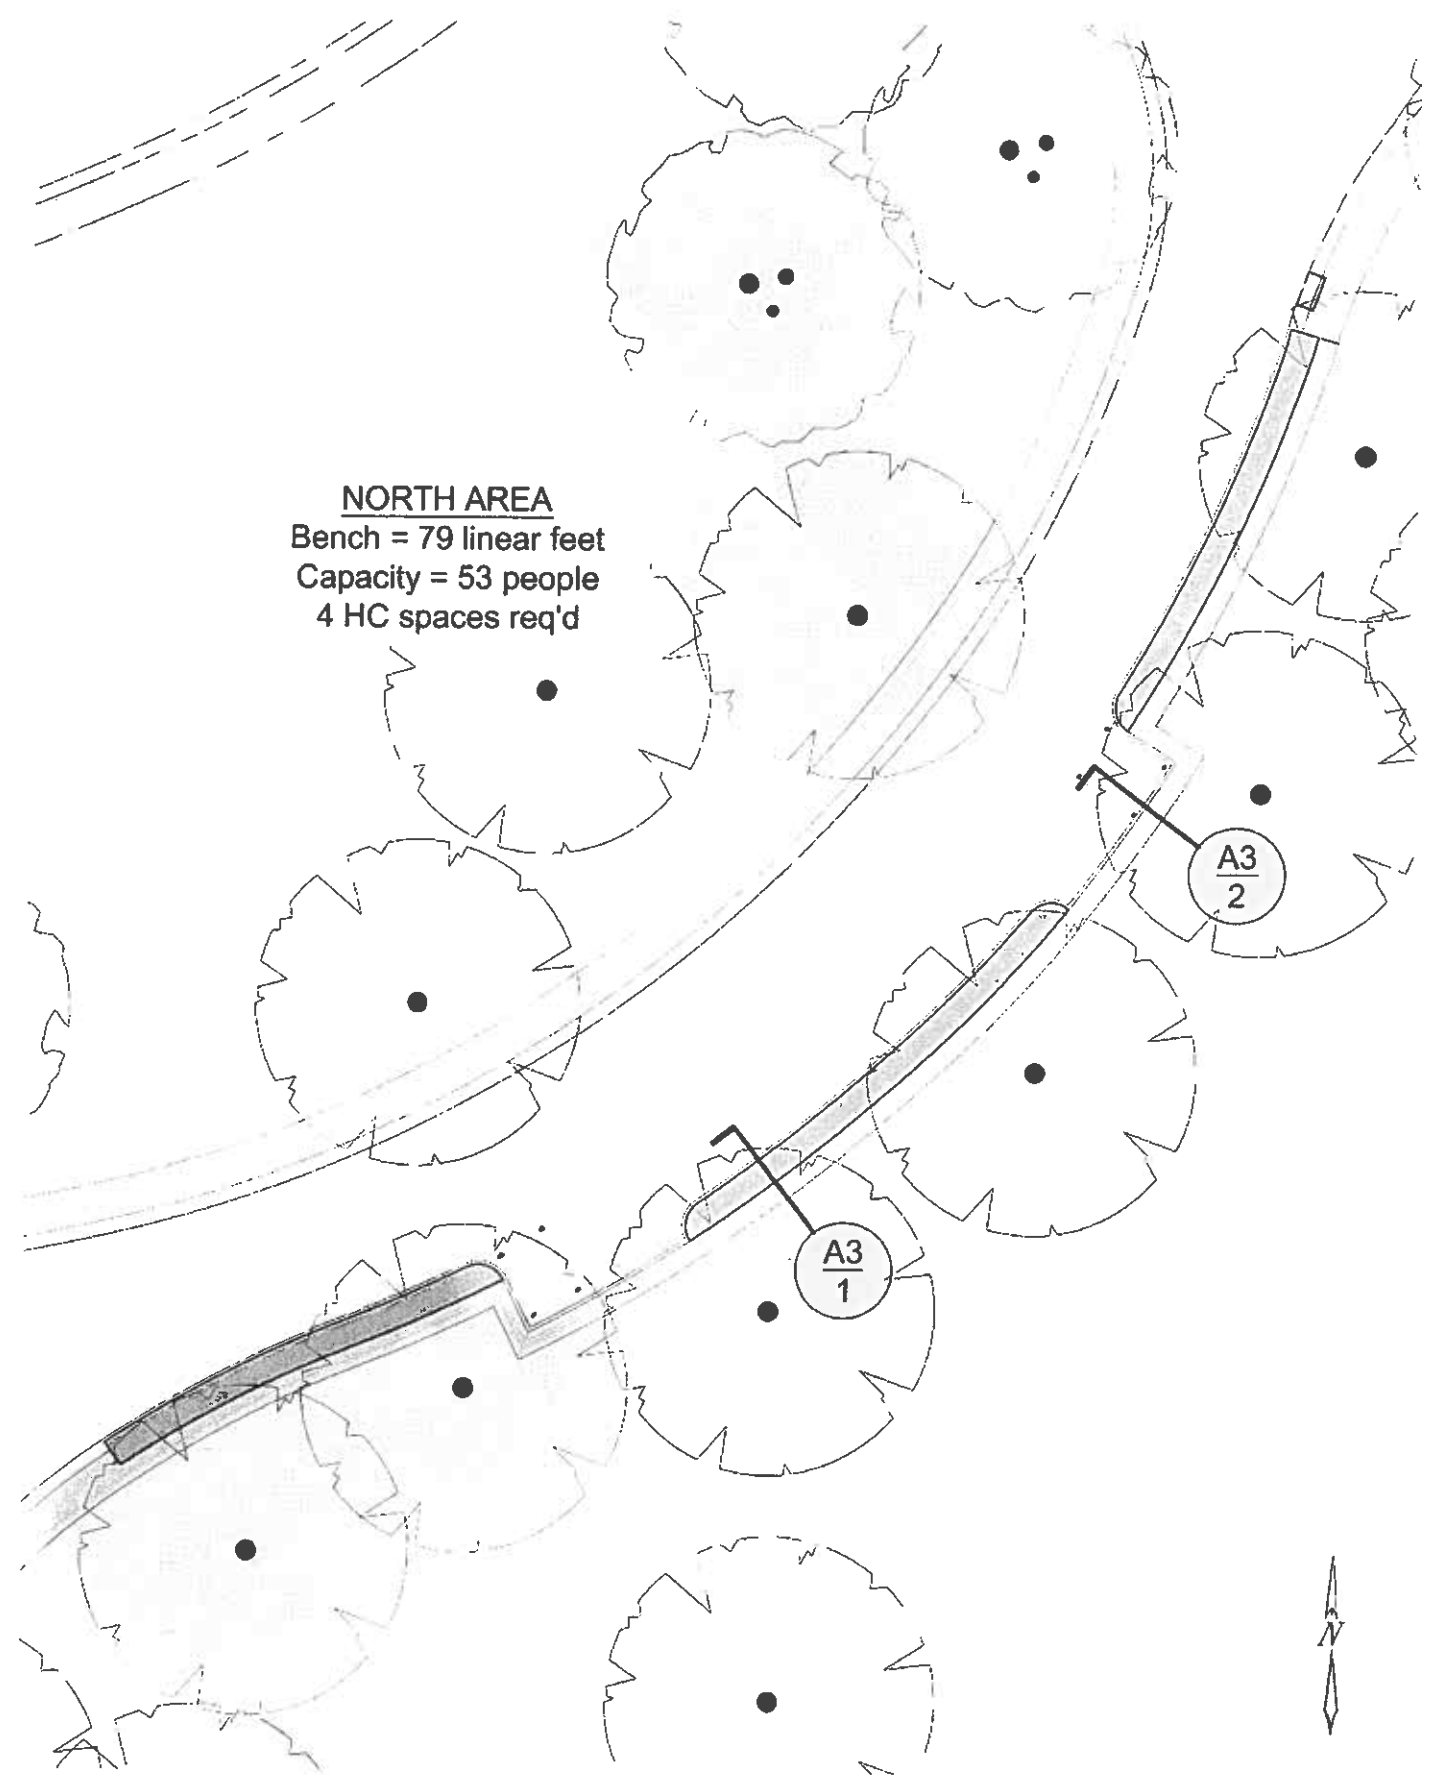 NORTH AREA
Bench = 79 linear feet
Capacity = 53 people
4 HC spaces req'd
A3
2
A3
1
N